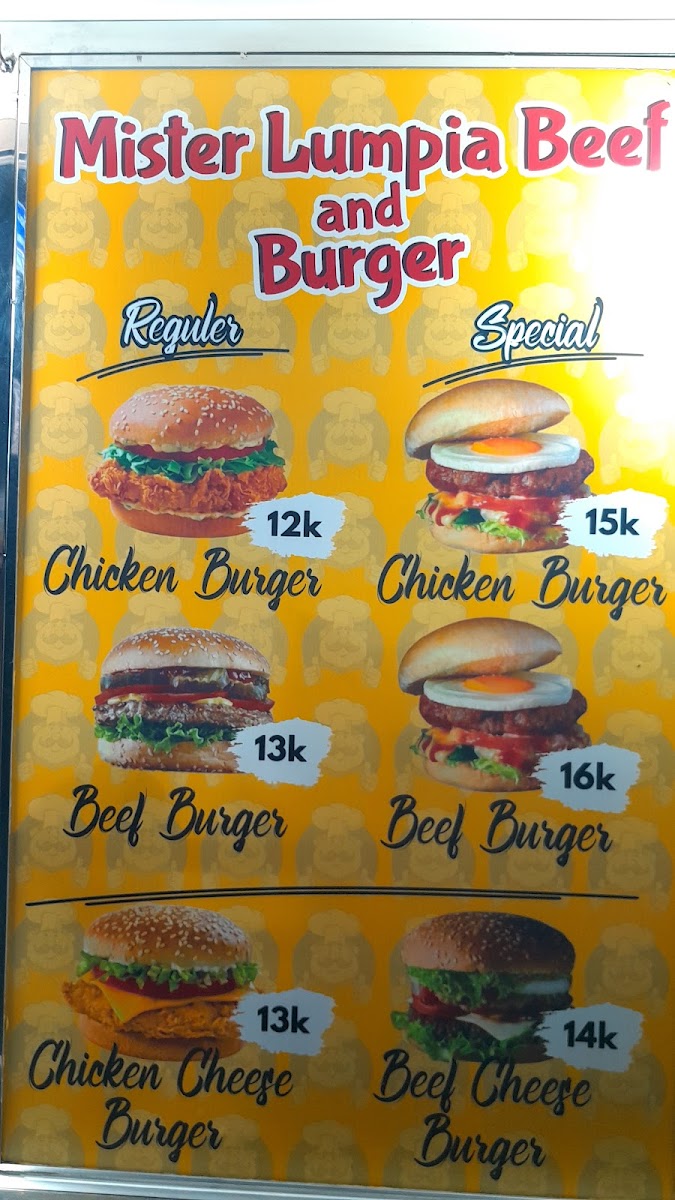 Mister Lumpia Beef
and
Burger
Reguler
Special
12k
Chicken Burger
15k
Chicken Burger
13k
Beef Burger
16k
Beef Burger
13k
Chicken Cheese
Burger
14k
Beef Cheese
Burger